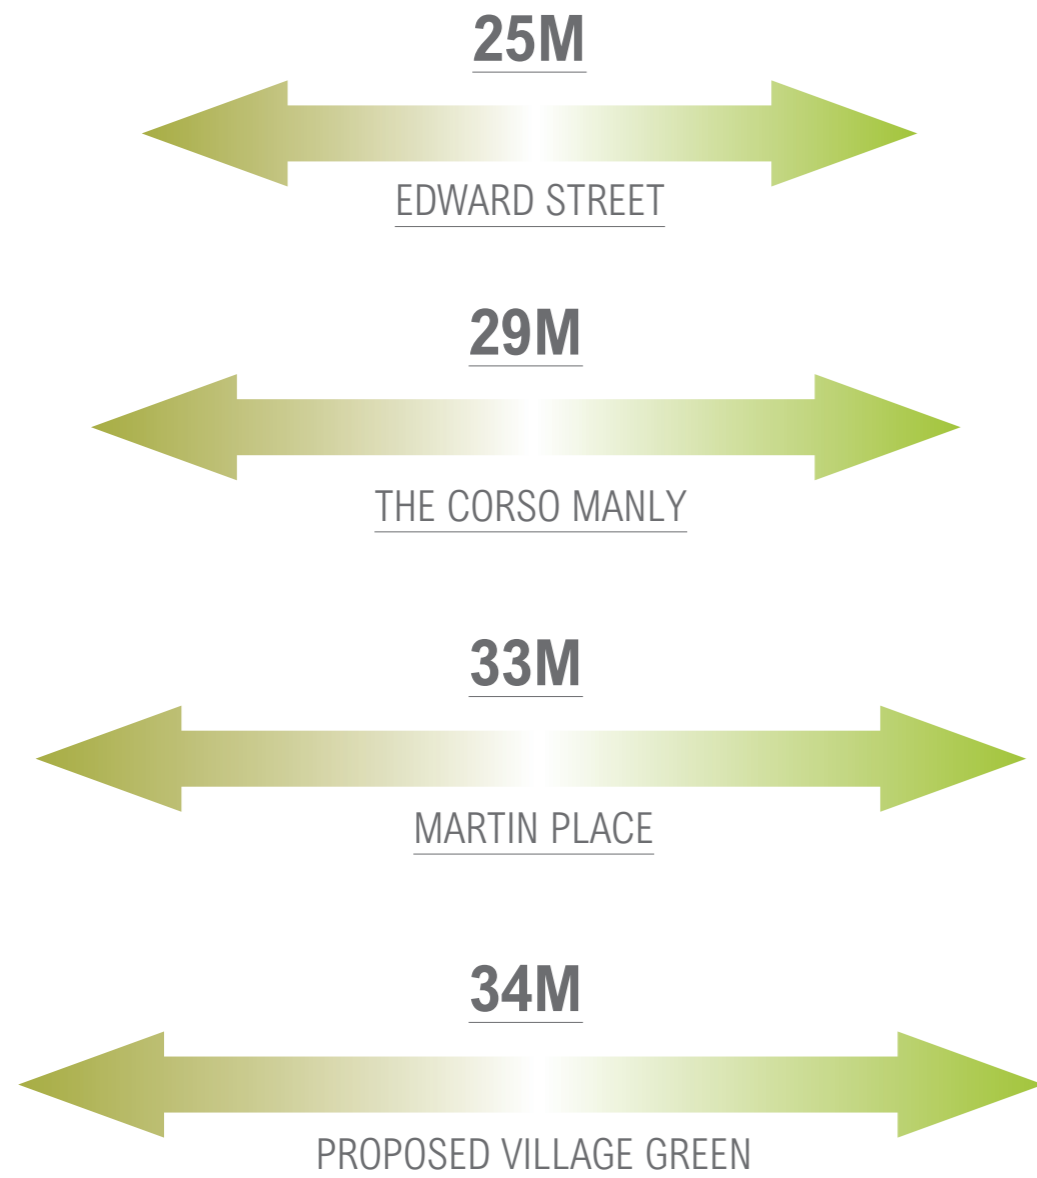 25M
EDWARD STREET
29M
THE CORSO MANLY
33M
MARTIN PLACE
34M
PROPOSED VILLAGE GREEN